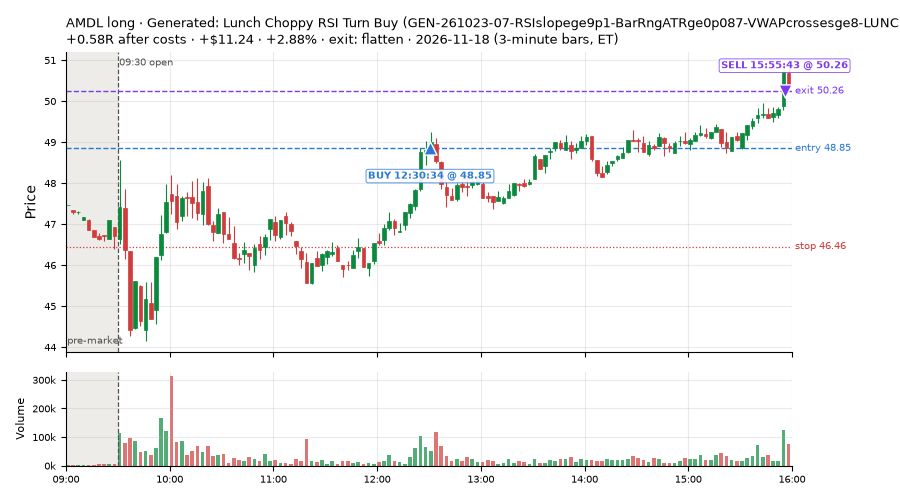 AMDL long · Generated: Lunch Choppy RSI Turn Buy (GEN-261023-07-RSIslopege9p1-BarRngATRge0p087-VWAPcrossesge8-LUNC
+0.58R after costs · +$11.24 · +2.88% · exit: flatten · 2026-11-18 (3-minute bars, ET)
09:30 open
SELL 15:55:43 @ 50.26
51
exit 50.26
50
49
entry 48.85
BUY 12:30:34 @ 48.85
48
Price
47
stop 46.46
46
45
pre-market
44
300k
200k
Volume
100k
0k
09:00
10:00
11:00
12:00
13:00
14:00
15:00
16:00